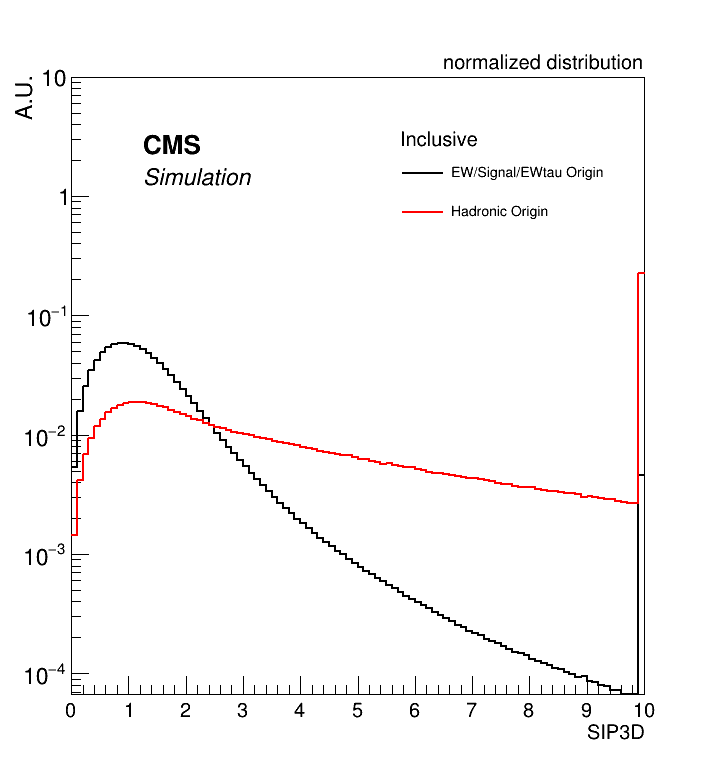 normalized distribution
A.U.
10
1
10⁻¹
10⁻²
10⁻³
10⁻⁴
CMS
Simulation
Inclusive
EW/Signal/EWtau Origin
Hadronic Origin
0 1 2 3 4 5 6 7 8 9 10
SIP3D